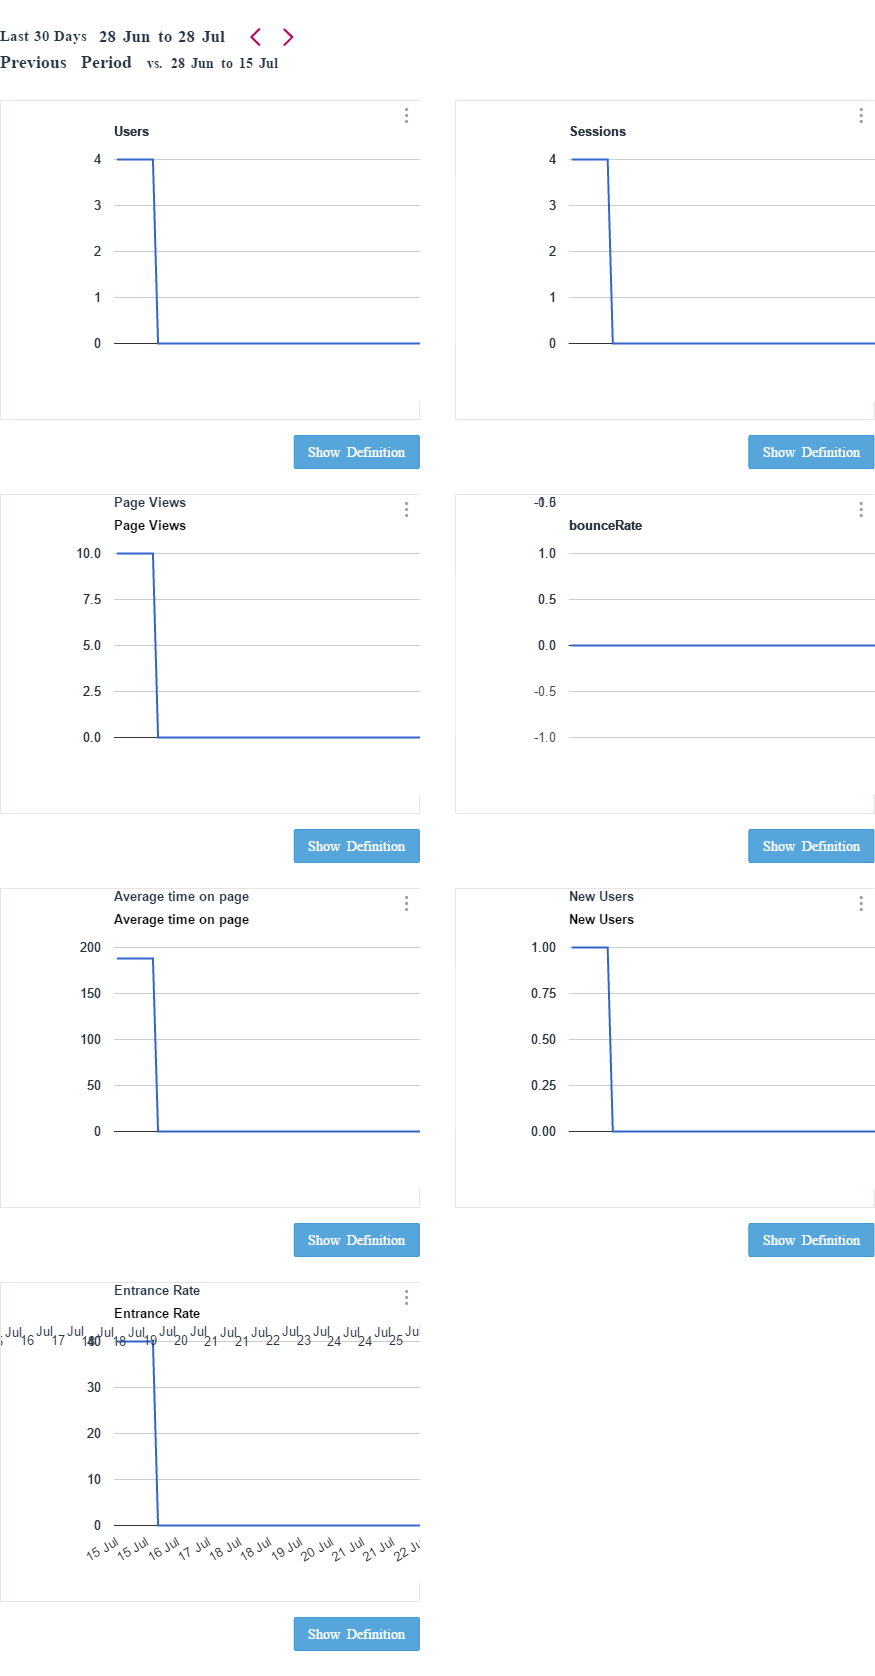 Last 30 Days 28 Jun to 28 Jul
Previous Period vs. 28 Jun to 15 Jul
Users
4
3
2
1
0
Sessions
4
3
2
1
0
Show Definition
Show Definition
Page Views
Page Views
10.0
7.5
5.0
2.5
0.0
bounceRate
1.0
0.5
0.0
-0.5
-1.0
Show Definition
Show Definition
Average time on page
Average time on page
200
150
100
50
0
New Users
New Users
1.00
0.75
0.50
0.25
0.00
Show Definition
Show Definition
Entrance Rate
Entrance Rate
Jul 16 Jul 17 Jul 18 Jul 18 Jul 19 Jul 20 Jul 21 Jul 21 Jul 22 Jul 23 Jul 24 Jul 24 Jul 25
40
30
20
10
0
15 Jul 15 Jul 16 Jul 17 Jul 18 Jul 18 Jul 19 Jul 20 Jul 21 Jul 21 Jul 22
Show Definition